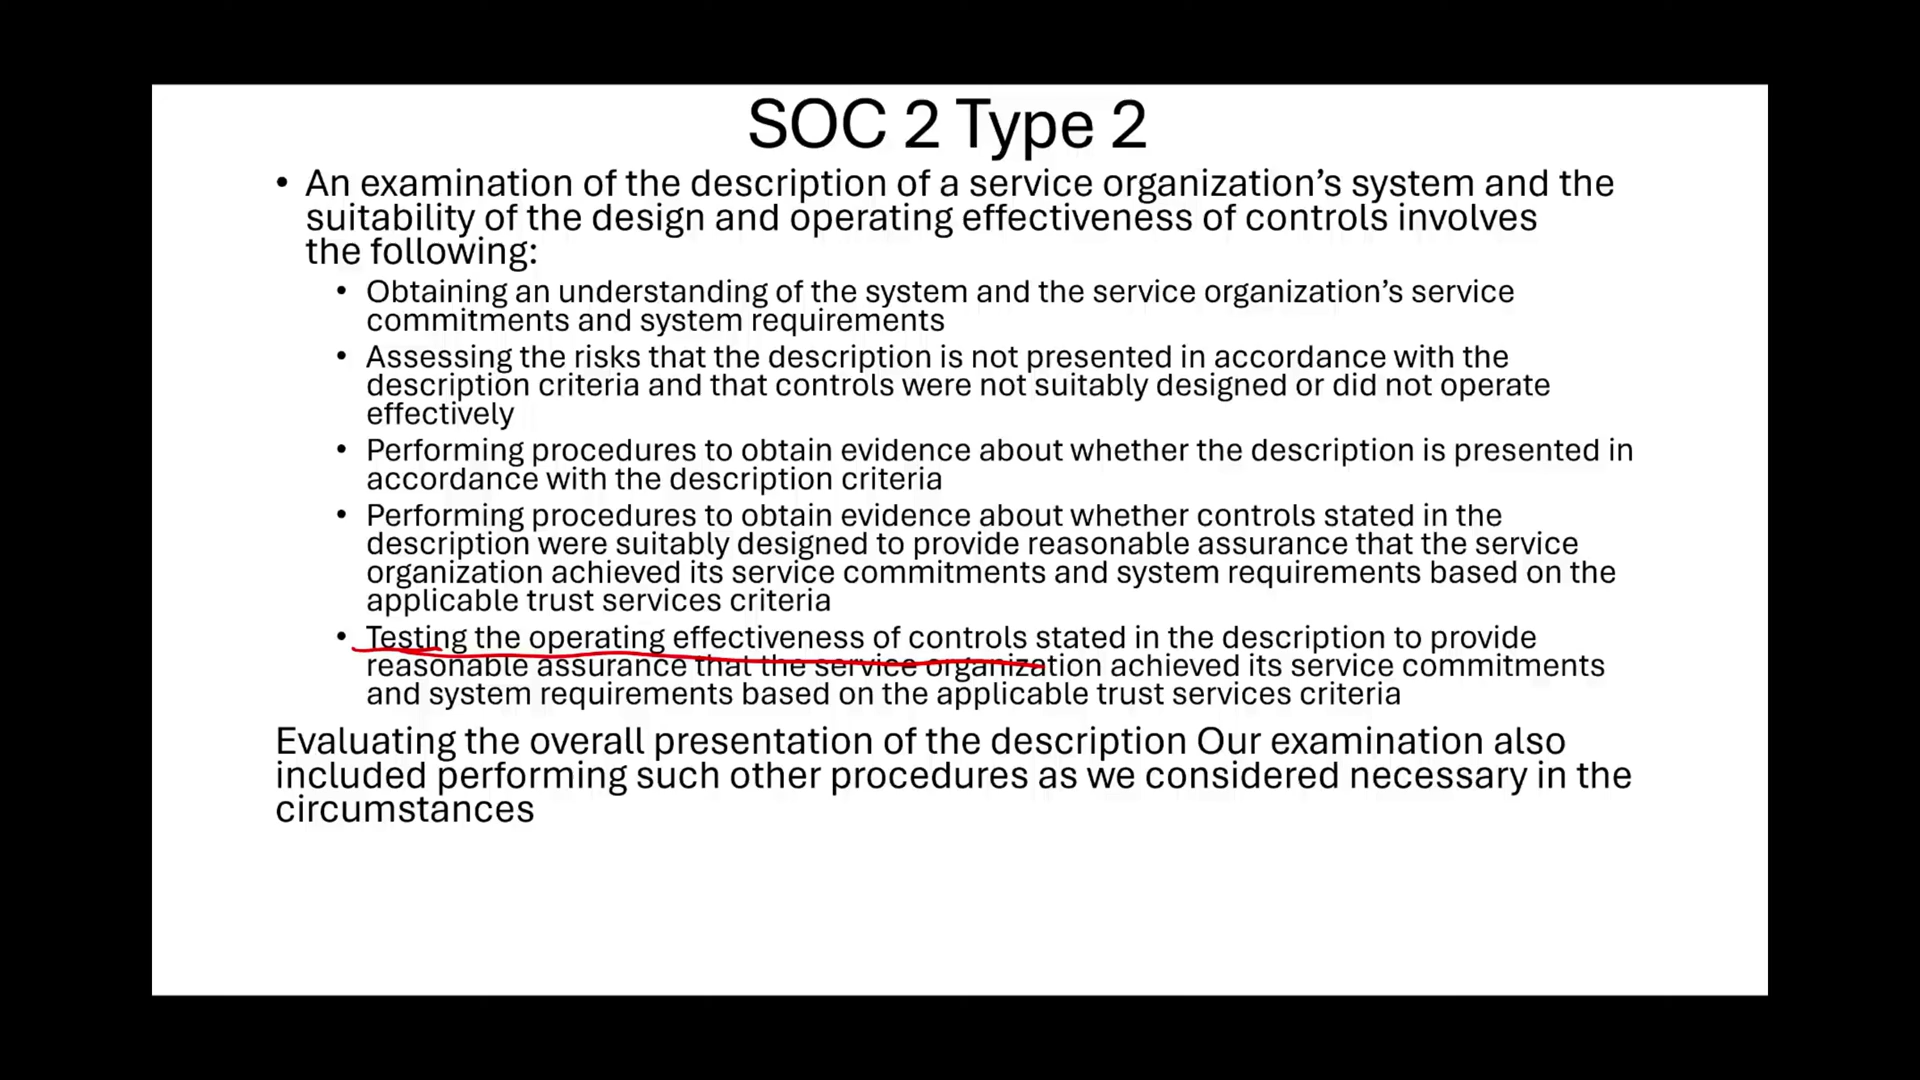 SOC 2 Type 2
• An examination of the description of a service organization’s system and the
suitability of the design and operating effectiveness of controls involves
the following:
• Obtaining an understanding of the system and the service organization’s service
commitments and system requirements
• Assessing the risks that the description is not presented in accordance with the
description criteria and that controls were not suitably designed or did not operate
effectively
• Performing procedures to obtain evidence about whether the description is presented in
accordance with the description criteria
• Performing procedures to obtain evidence about whether controls stated in the
description were suitably designed to provide reasonable assurance that the service
organization achieved its service commitments and system requirements based on the
applicable trust services criteria
• Testing the operating effectiveness of controls stated in the description to provide
reasonable assurance that the service organization achieved its service commitments
and system requirements based on the applicable trust services criteria
Evaluating the overall presentation of the description Our examination also
included performing such other procedures as we considered necessary in the
circumstances